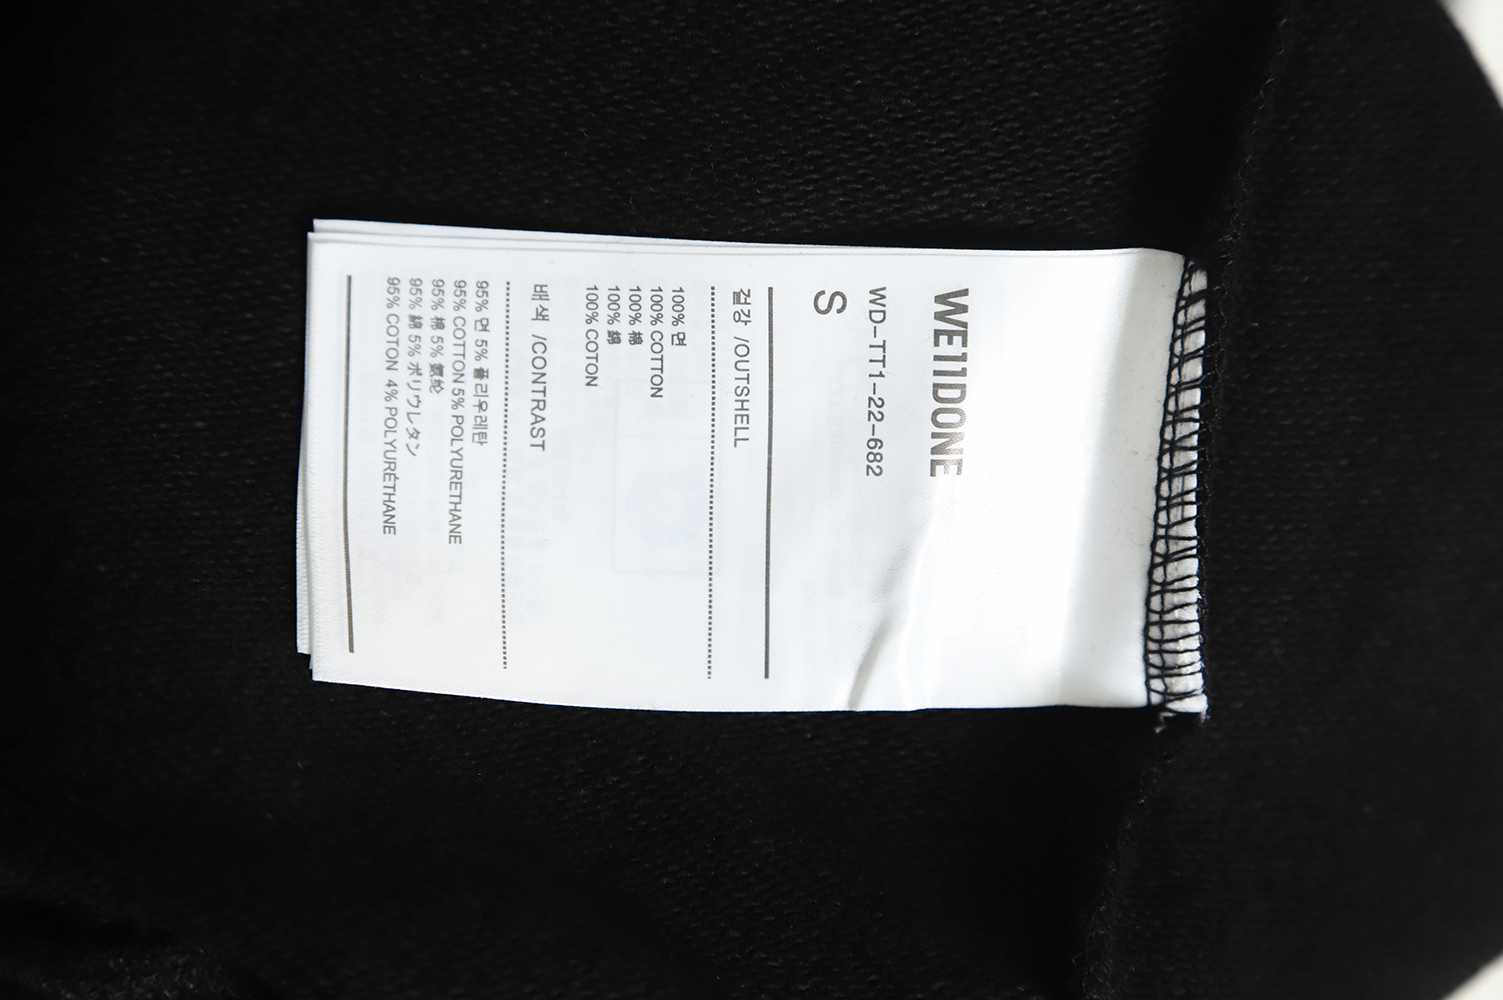 WE11DONE
WD-TT1-22-682
S
겉감 /OUTSHELL
100% 면
100% COTTON
100% 棉
100% 綿
100% COTON
배색 /CONTRAST
95% 면 5% 폴리우레탄
95% COTTON 5% POLYURETHANE
95% 棉 5% 氨纶
95% 綿 5% ポリウレタン
95% COTON 4% POLYURÉTHANE